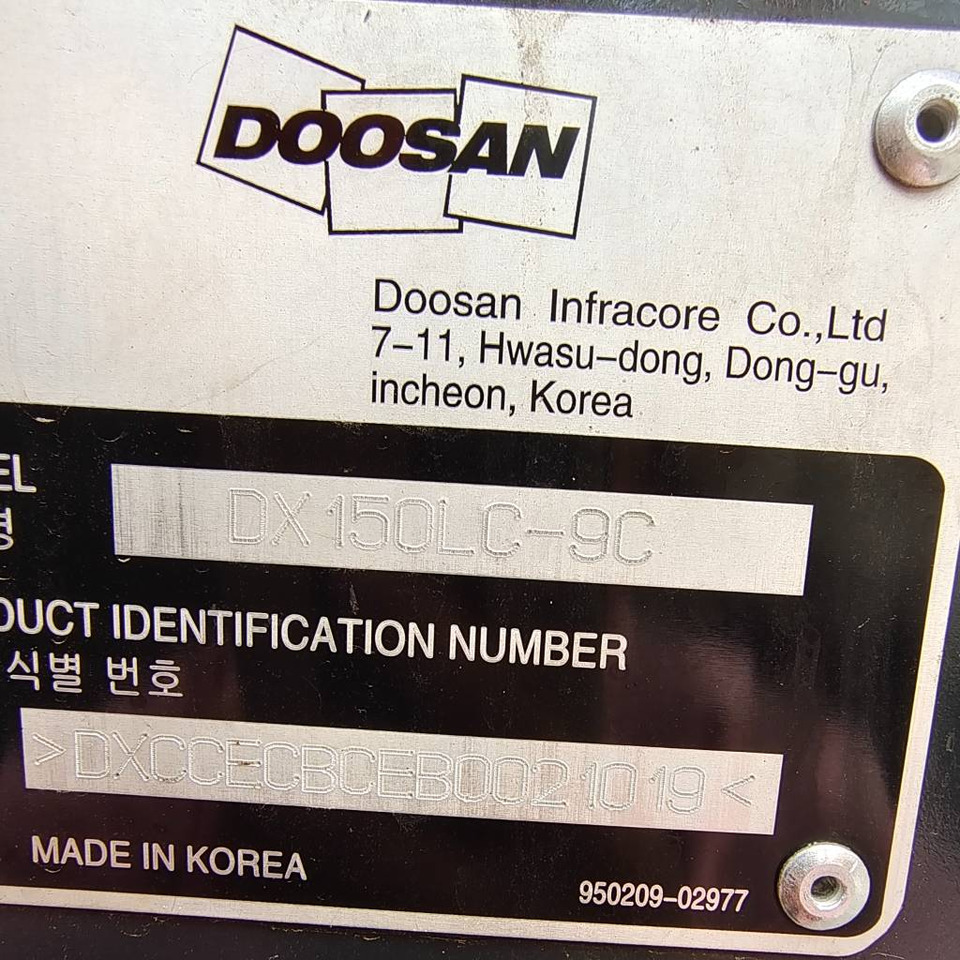 DOOSAN
Doosan Infracore Co.,Ltd
7-11, Hwasu-dong, Dong-gu,
incheon, Korea
EL
명
DX150LC-9C
DUCT IDENTIFICATION NUMBER
식별 번호
>DXCCECBCEB0021019<
MADE IN KOREA
950209-02977